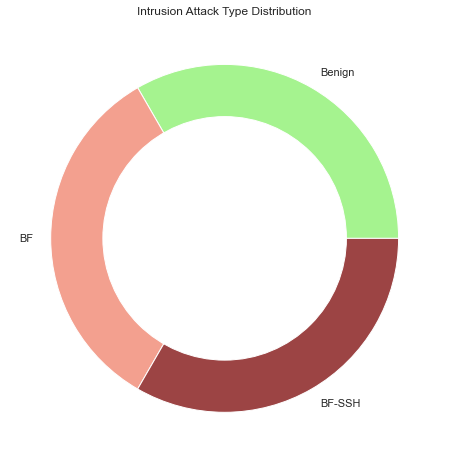 Intrusion Attack Type Distribution
Benign
BF
BF-SSH